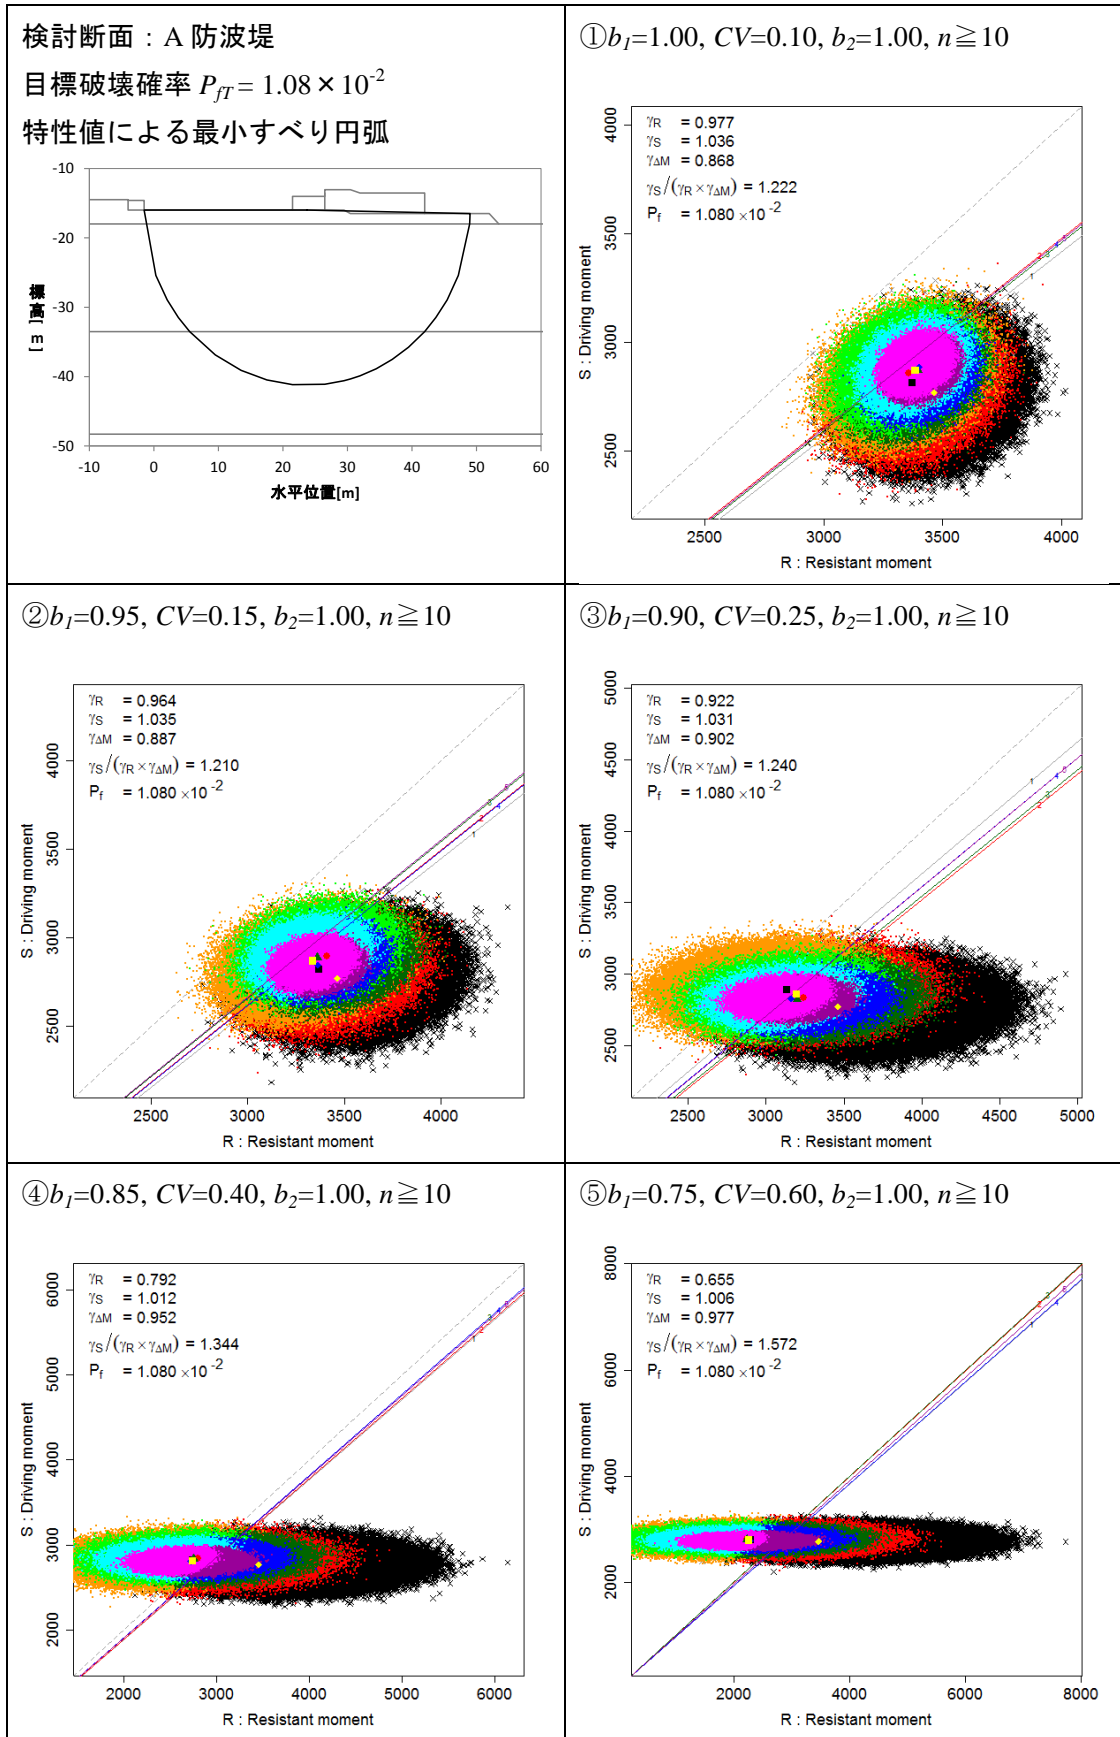 検討断面：A 防波堤
目標破壊確率 PfT = 1.08×10-2
特性値による最小すべり円弧
-10
-20
-30
-40
-50
標高[m]
-10 0 10 20 30 40 50 60
水平位置[m]
①b1=1.00, CV=0.10, b2=1.00, n≧10
γR = 0.977
γS = 1.036
γΔM = 0.868
γS/(γR×γΔM) = 1.222
Pf = 1.080 ×10-2
4000
3500
3000
2500
S : Driving moment
2500 3000 3500 4000
R : Resistant moment
②b1=0.95, CV=0.15, b2=1.00, n≧10
γR = 0.964
γS = 1.035
γΔM = 0.887
γS/(γR×γΔM) = 1.210
Pf = 1.080 ×10-2
4000
3500
3000
2500
S : Driving moment
2500 3000 3500 4000
R : Resistant moment
③b1=0.90, CV=0.25, b2=1.00, n≧10
γR = 0.922
γS = 1.031
γΔM = 0.902
γS/(γR×γΔM) = 1.240
Pf = 1.080 ×10-2
5000
4500
4000
3500
3000
2500
S : Driving moment
2500 3000 3500 4000 4500 5000
R : Resistant moment
④b1=0.85, CV=0.40, b2=1.00, n≧10
γR = 0.792
γS = 1.012
γΔM = 0.952
γS/(γR×γΔM) = 1.344
Pf = 1.080 ×10-2
6000
5000
4000
3000
2000
S : Driving moment
2000 3000 4000 5000 6000
R : Resistant moment
⑤b1=0.75, CV=0.60, b2=1.00, n≧10
γR = 0.655
γS = 1.006
γΔM = 0.977
γS/(γR×γΔM) = 1.572
Pf = 1.080 ×10-2
8000
6000
4000
2000
S : Driving moment
2000 4000 6000 8000
R : Resistant moment